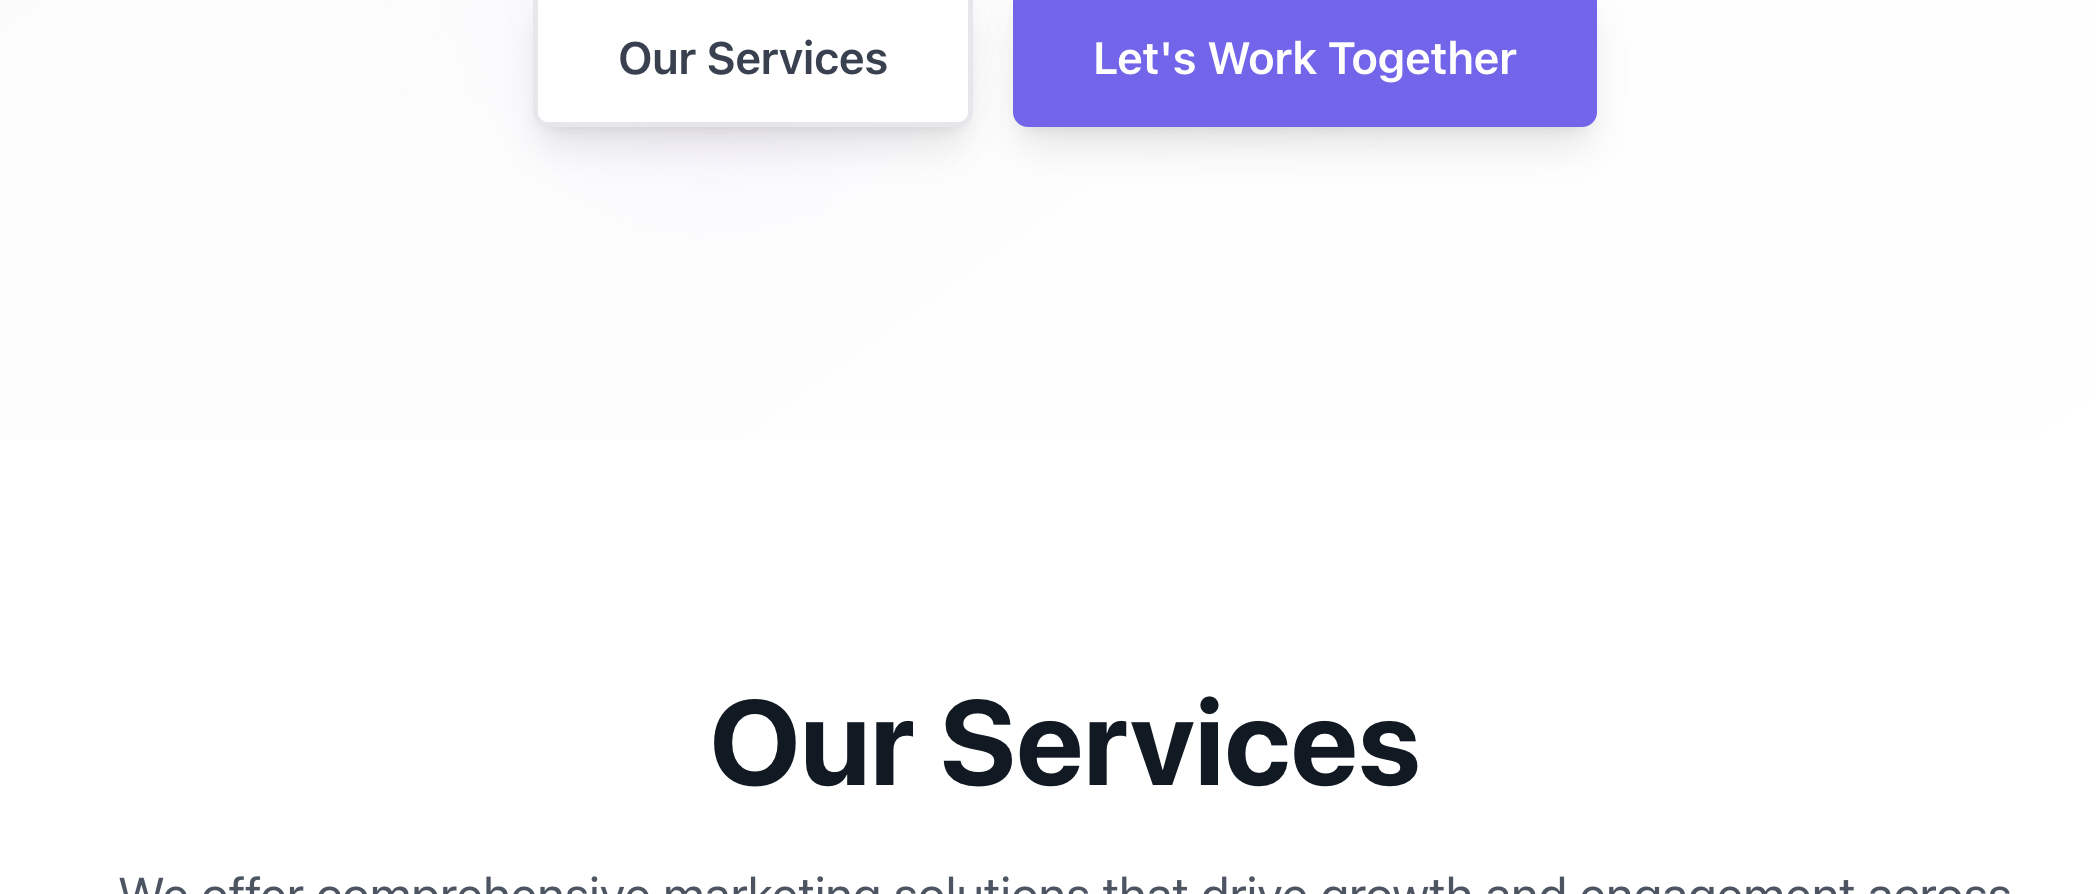 Our Services
Let's Work Together
Our Services
We offer comprehensive marketing solutions that drive growth and engagement across